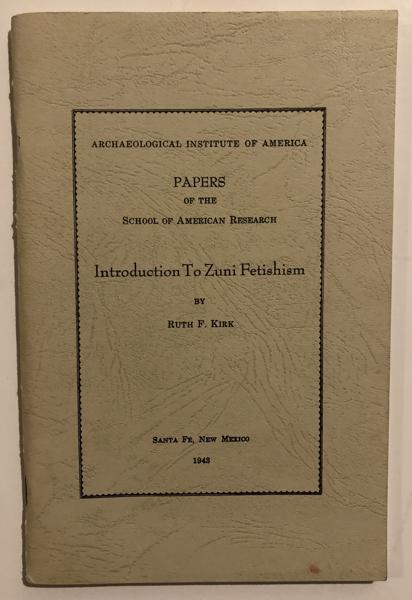 ARCHAEOLOGICAL INSTITUTE OF AMERICA
PAPERS
OF THE
SCHOOL OF AMERICAN RESEARCH
Introduction To Zuni Fetishism
BY
RUTH F. KIRK
SANTA FE, NEW MEXICO
1943